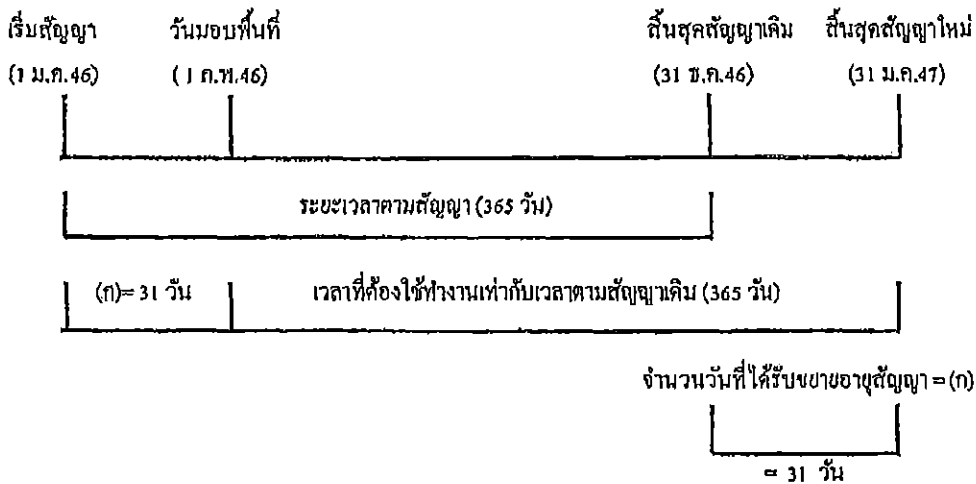 เริ่มสัญญา วันมอบพื้นที่ สิ้นสุดสัญญาเดิม สิ้นสุดสัญญาใหม่
(1 ม.ค.46) (1 ก.พ.46) (31 ธ.ค.46) (31 ม.ค.47)
ระยะเวลาตามสัญญา (365 วัน)
(ก)= 31 วัน เวลาที่ต้องใช้ทำงานเท่ากับเวลาตามสัญญาเดิม (365 วัน)
จำนวนวันที่ได้รับขยายอายุสัญญา = (ก)
= 31 วัน